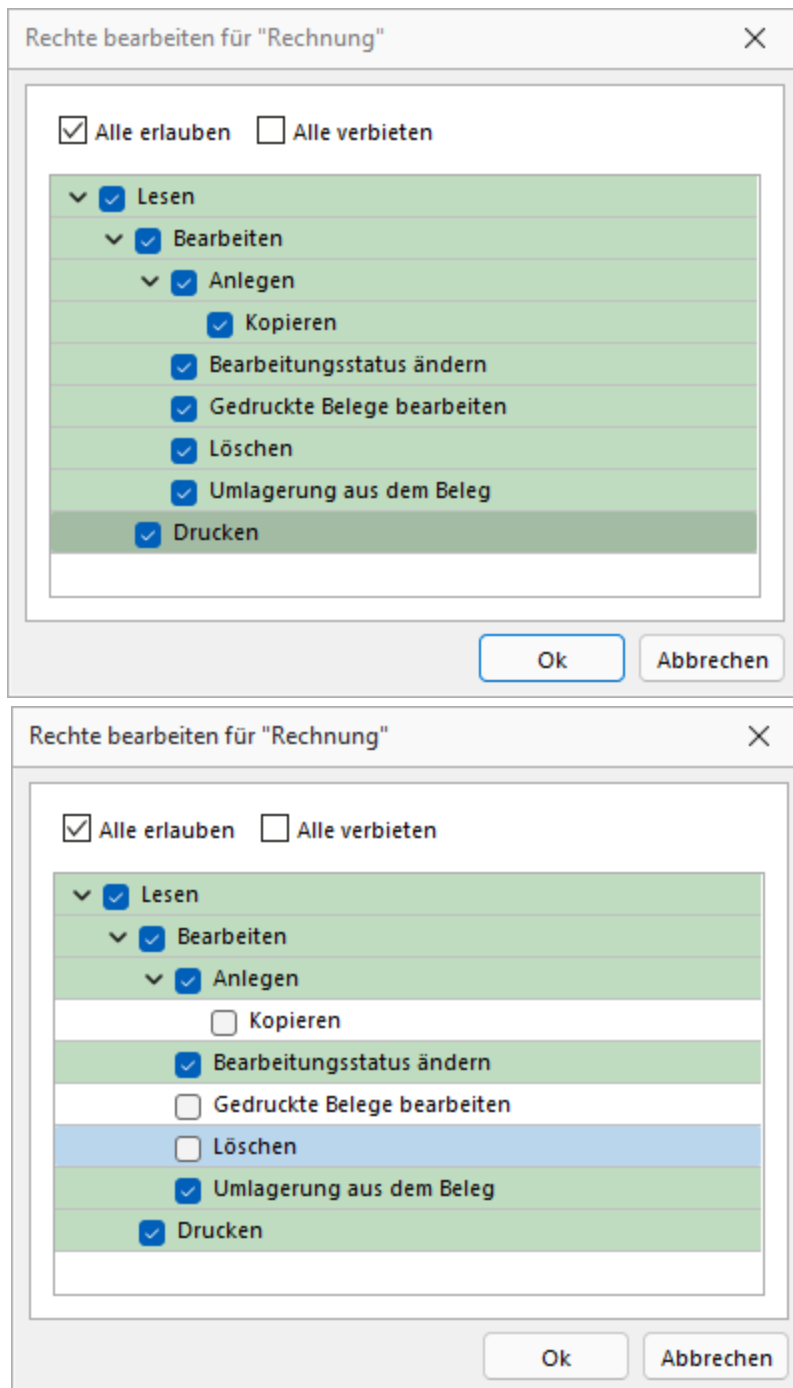 Rechte bearbeiten für "Rechnung"
Alle erlauben Alle verbieten
Lesen
Bearbeiten
Anlegen
Kopieren
Bearbeitungsstatus ändern
Gedruckte Belege bearbeiten
Löschen
Umlagerung aus dem Beleg
Drucken
Ok Abbrechen
Rechte bearbeiten für "Rechnung"
Alle erlauben Alle verbieten
Lesen
Bearbeiten
Anlegen
Kopieren
Bearbeitungsstatus ändern
Gedruckte Belege bearbeiten
Löschen
Umlagerung aus dem Beleg
Drucken
Ok Abbrechen